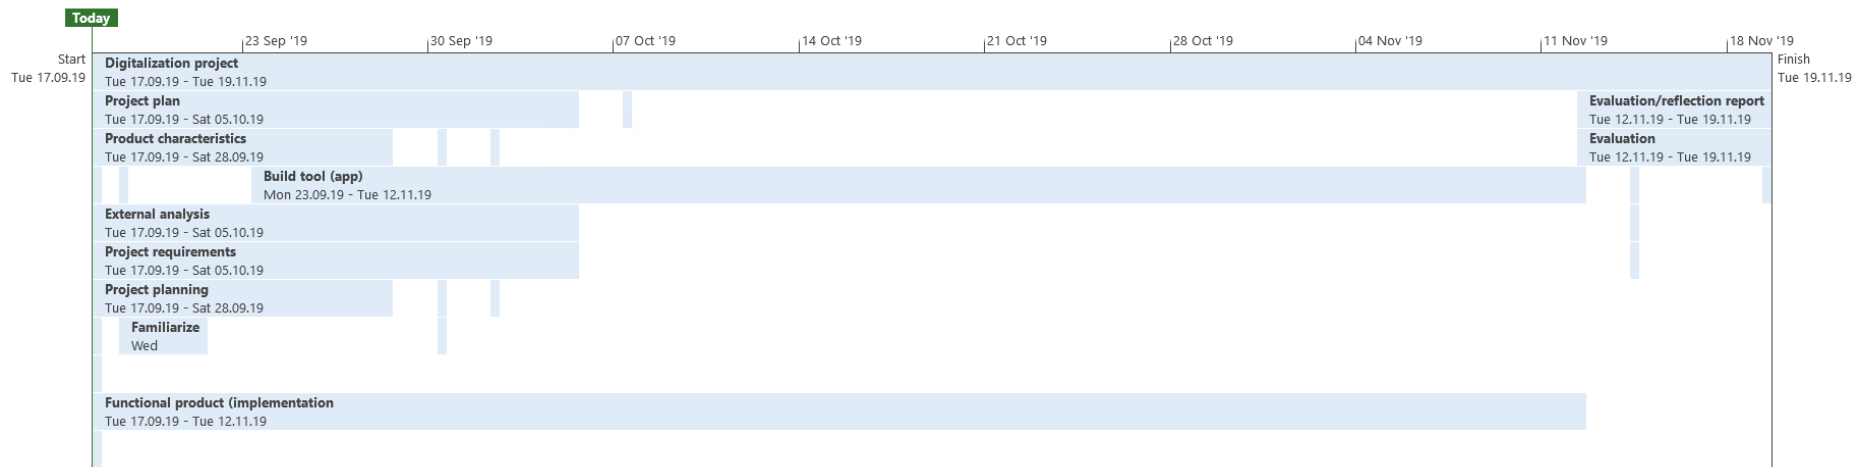 Today
23 Sep '19
30 Sep '19
07 Oct '19
14 Oct '19
21 Oct '19
28 Oct '19
04 Nov '19
11 Nov '19
18 Nov '19
Start
Tue 17.09.19
Finish
Tue 19.11.19
Digitalization project
Tue 17.09.19 - Tue 19.11.19
Project plan
Tue 17.09.19 - Sat 05.10.19
Evaluation/reflection report
Tue 12.11.19 - Tue 19.11.19
Product characteristics
Tue 17.09.19 - Sat 28.09.19
Evaluation
Tue 12.11.19 - Tue 19.11.19
Build tool (app)
Mon 23.09.19 - Tue 12.11.19
External analysis
Tue 17.09.19 - Sat 05.10.19
Project requirements
Tue 17.09.19 - Sat 05.10.19
Project planning
Tue 17.09.19 - Sat 28.09.19
Familiarize
Wed
Functional product (implementation
Tue 17.09.19 - Tue 12.11.19